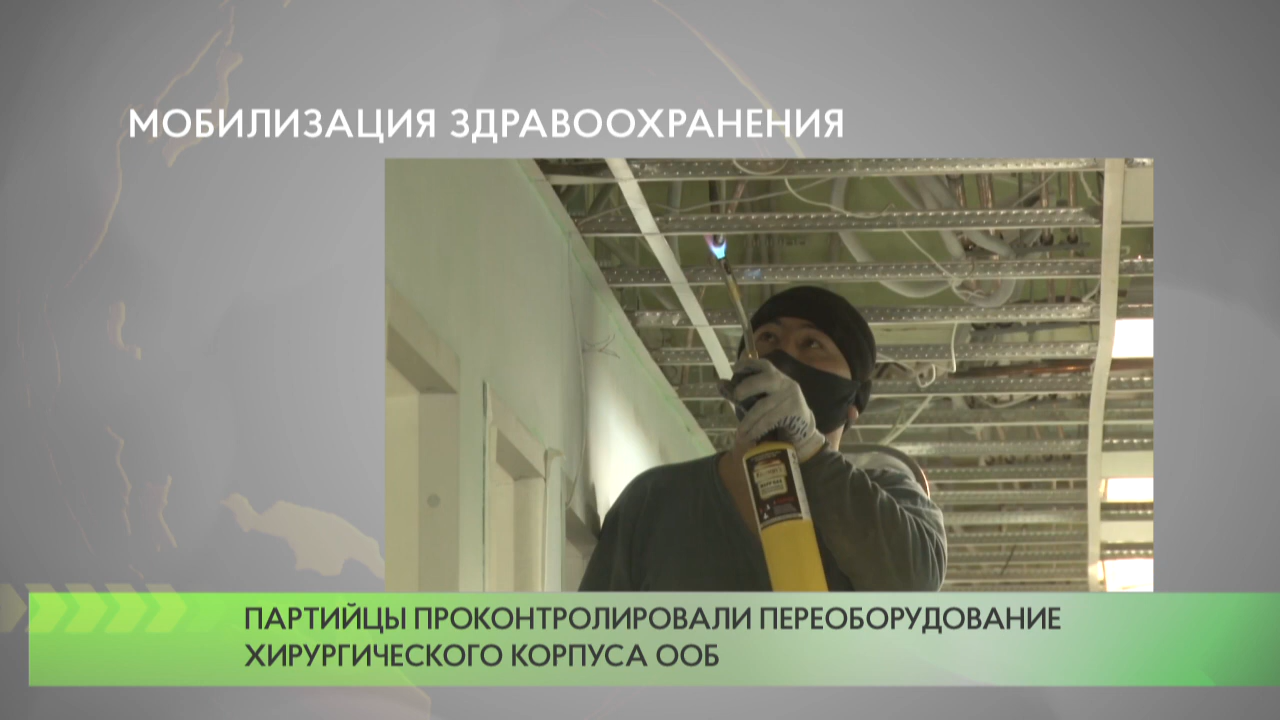 МОБИЛИЗАЦИЯ ЗДРАВООХРАНЕНИЯ
ПАРТИЙЦЫ ПРОКОНТРОЛИРОВАЛИ ПЕРЕОБОРУДОВАНИЕ
ХИРУРГИЧЕСКОГО КОРПУСА ООБ